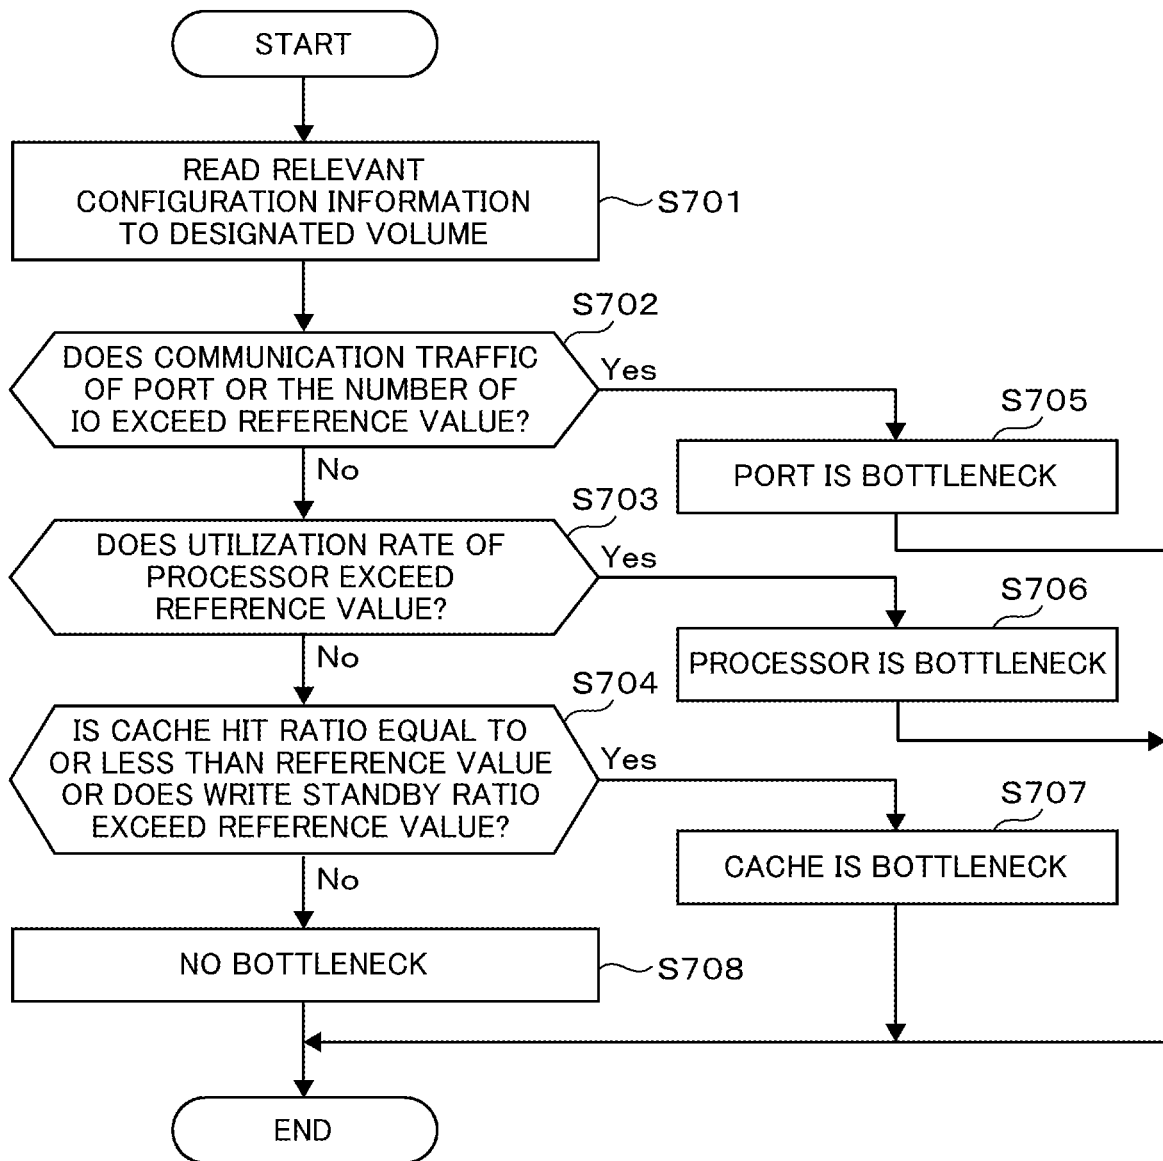 START
READ RELEVANT
CONFIGURATION INFORMATION
TO DESIGNATED VOLUME
S701
S702
DOES COMMUNICATION TRAFFIC
OF PORT OR THE NUMBER OF
IO EXCEED REFERENCE VALUE?
Yes
No
S705
PORT IS BOTTLENECK
S703
DOES UTILIZATION RATE OF
PROCESSOR EXCEED
REFERENCE VALUE?
Yes
No
S706
PROCESSOR IS BOTTLENECK
S704
IS CACHE HIT RATIO EQUAL TO
OR LESS THAN REFERENCE VALUE
OR DOES WRITE STANDBY RATIO
EXCEED REFERENCE VALUE?
Yes
No
S707
CACHE IS BOTTLENECK
NO BOTTLENECK
S708
END